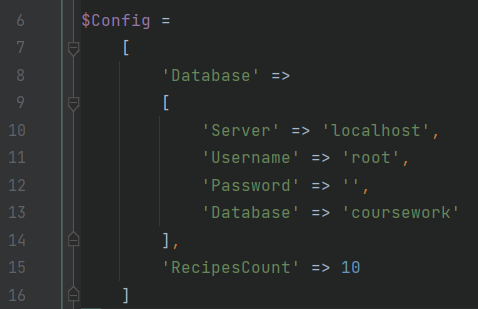 6 $Config =
7 [
8 'Database' =>
9 [
10 'Server' => 'localhost',
11 'Username' => 'root',
12 'Password' => '',
13 'Database' => 'coursework'
14 ],
15 'RecipesCount' => 10
16 ]